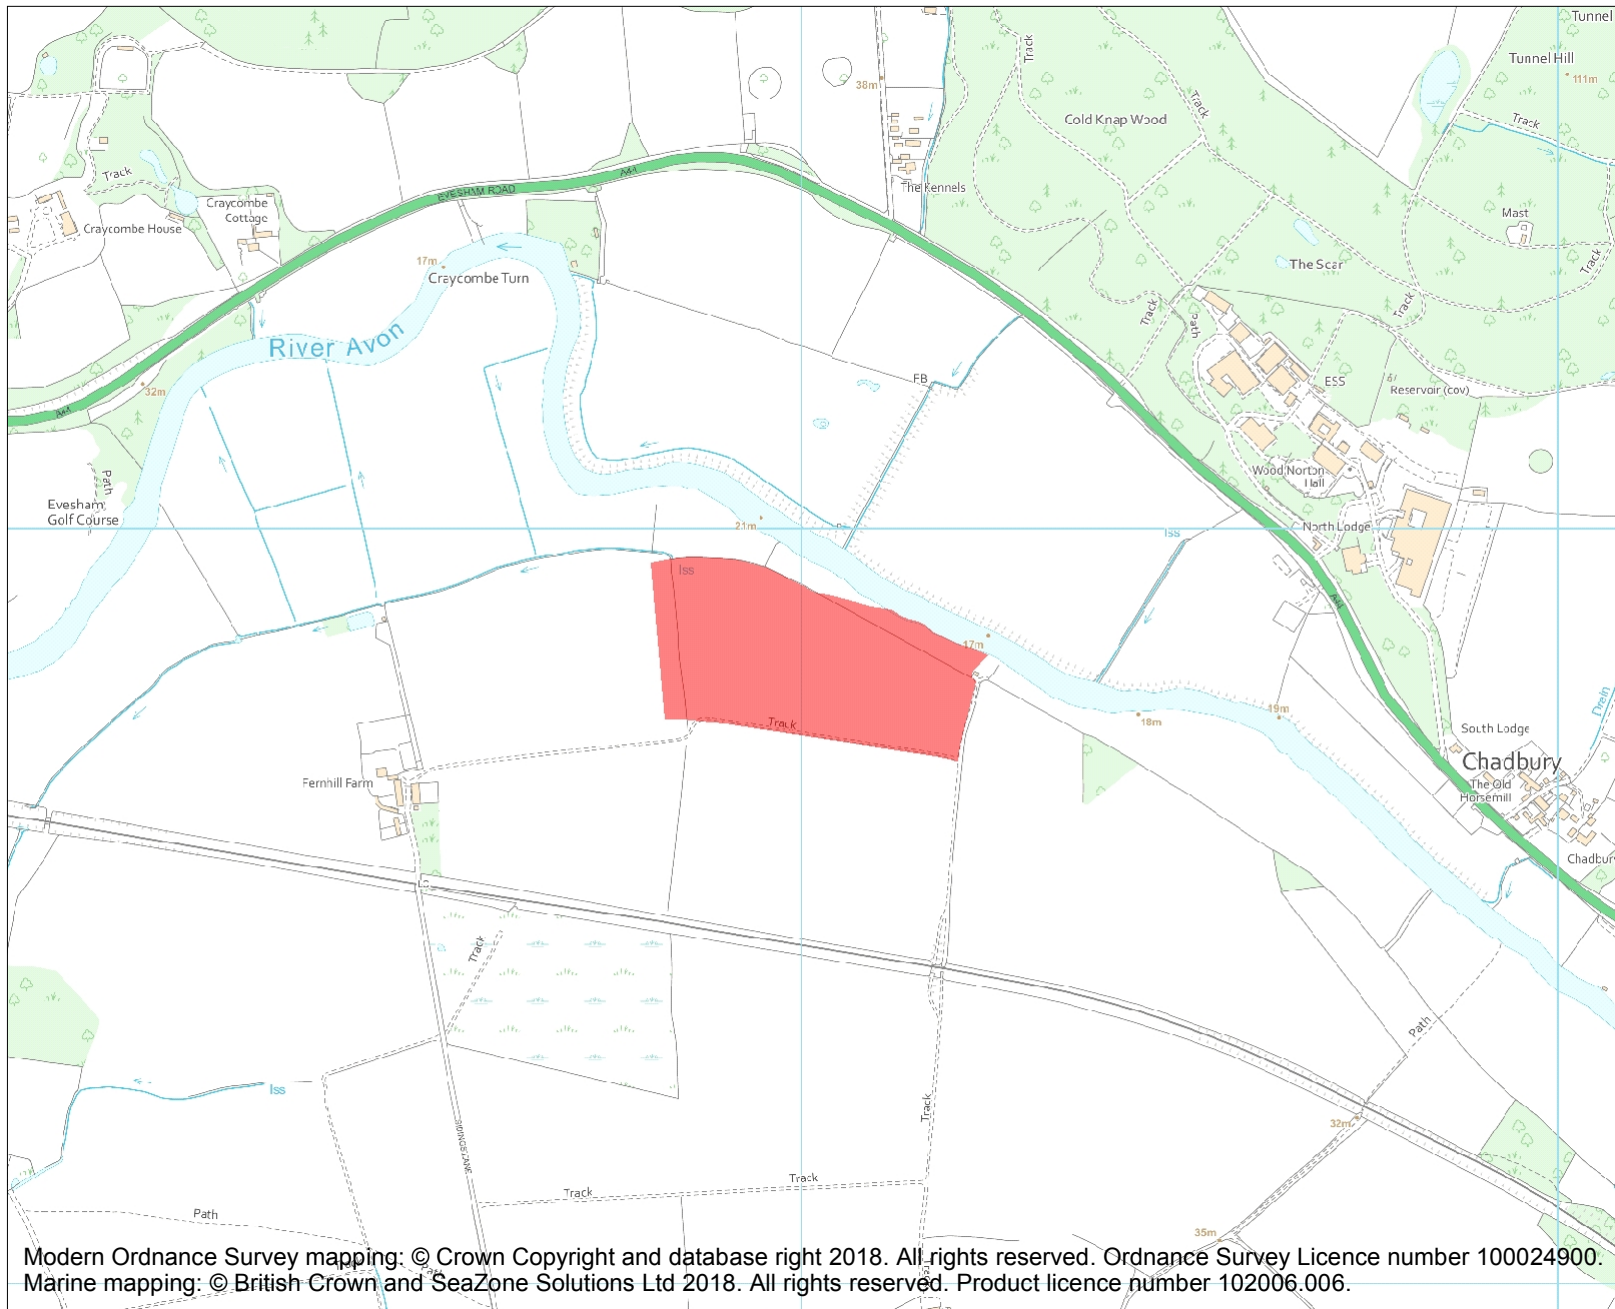 Tunnel
Tunnel Hill
111m
Track
38m
Cold Knap Wood
Track
Track
Track
The Kennels
A44
EVESHAM ROAD
Craycombe
Cottage
Craycombe House
Mast
The Scar
Track
17m
Craycombe Turn
Track
Track
Path
River Avon
FB
ESS
Reservoir (cov)
32m
A44
Path
Evesham
Golf Course
Wood Norton
Hall
21m
North Lodge
Iss
Iss
A44
17m
18m
19m
Drain
South Lodge
Chadbury
The Old
Horsemill
Track
Fernhill Farm
Chadbury
LC
Track
Path
Iss
Track
32m
SIDINGS LANE
Track
Track
Path
35m
Path
Path
Modern Ordnance Survey mapping: © Crown Copyright and database right 2018. All rights reserved. Ordnance Survey Licence number 100024900.
Marine mapping: © British Crown and SeaZone Solutions Ltd 2018. All rights reserved. Product licence number 102006.006.